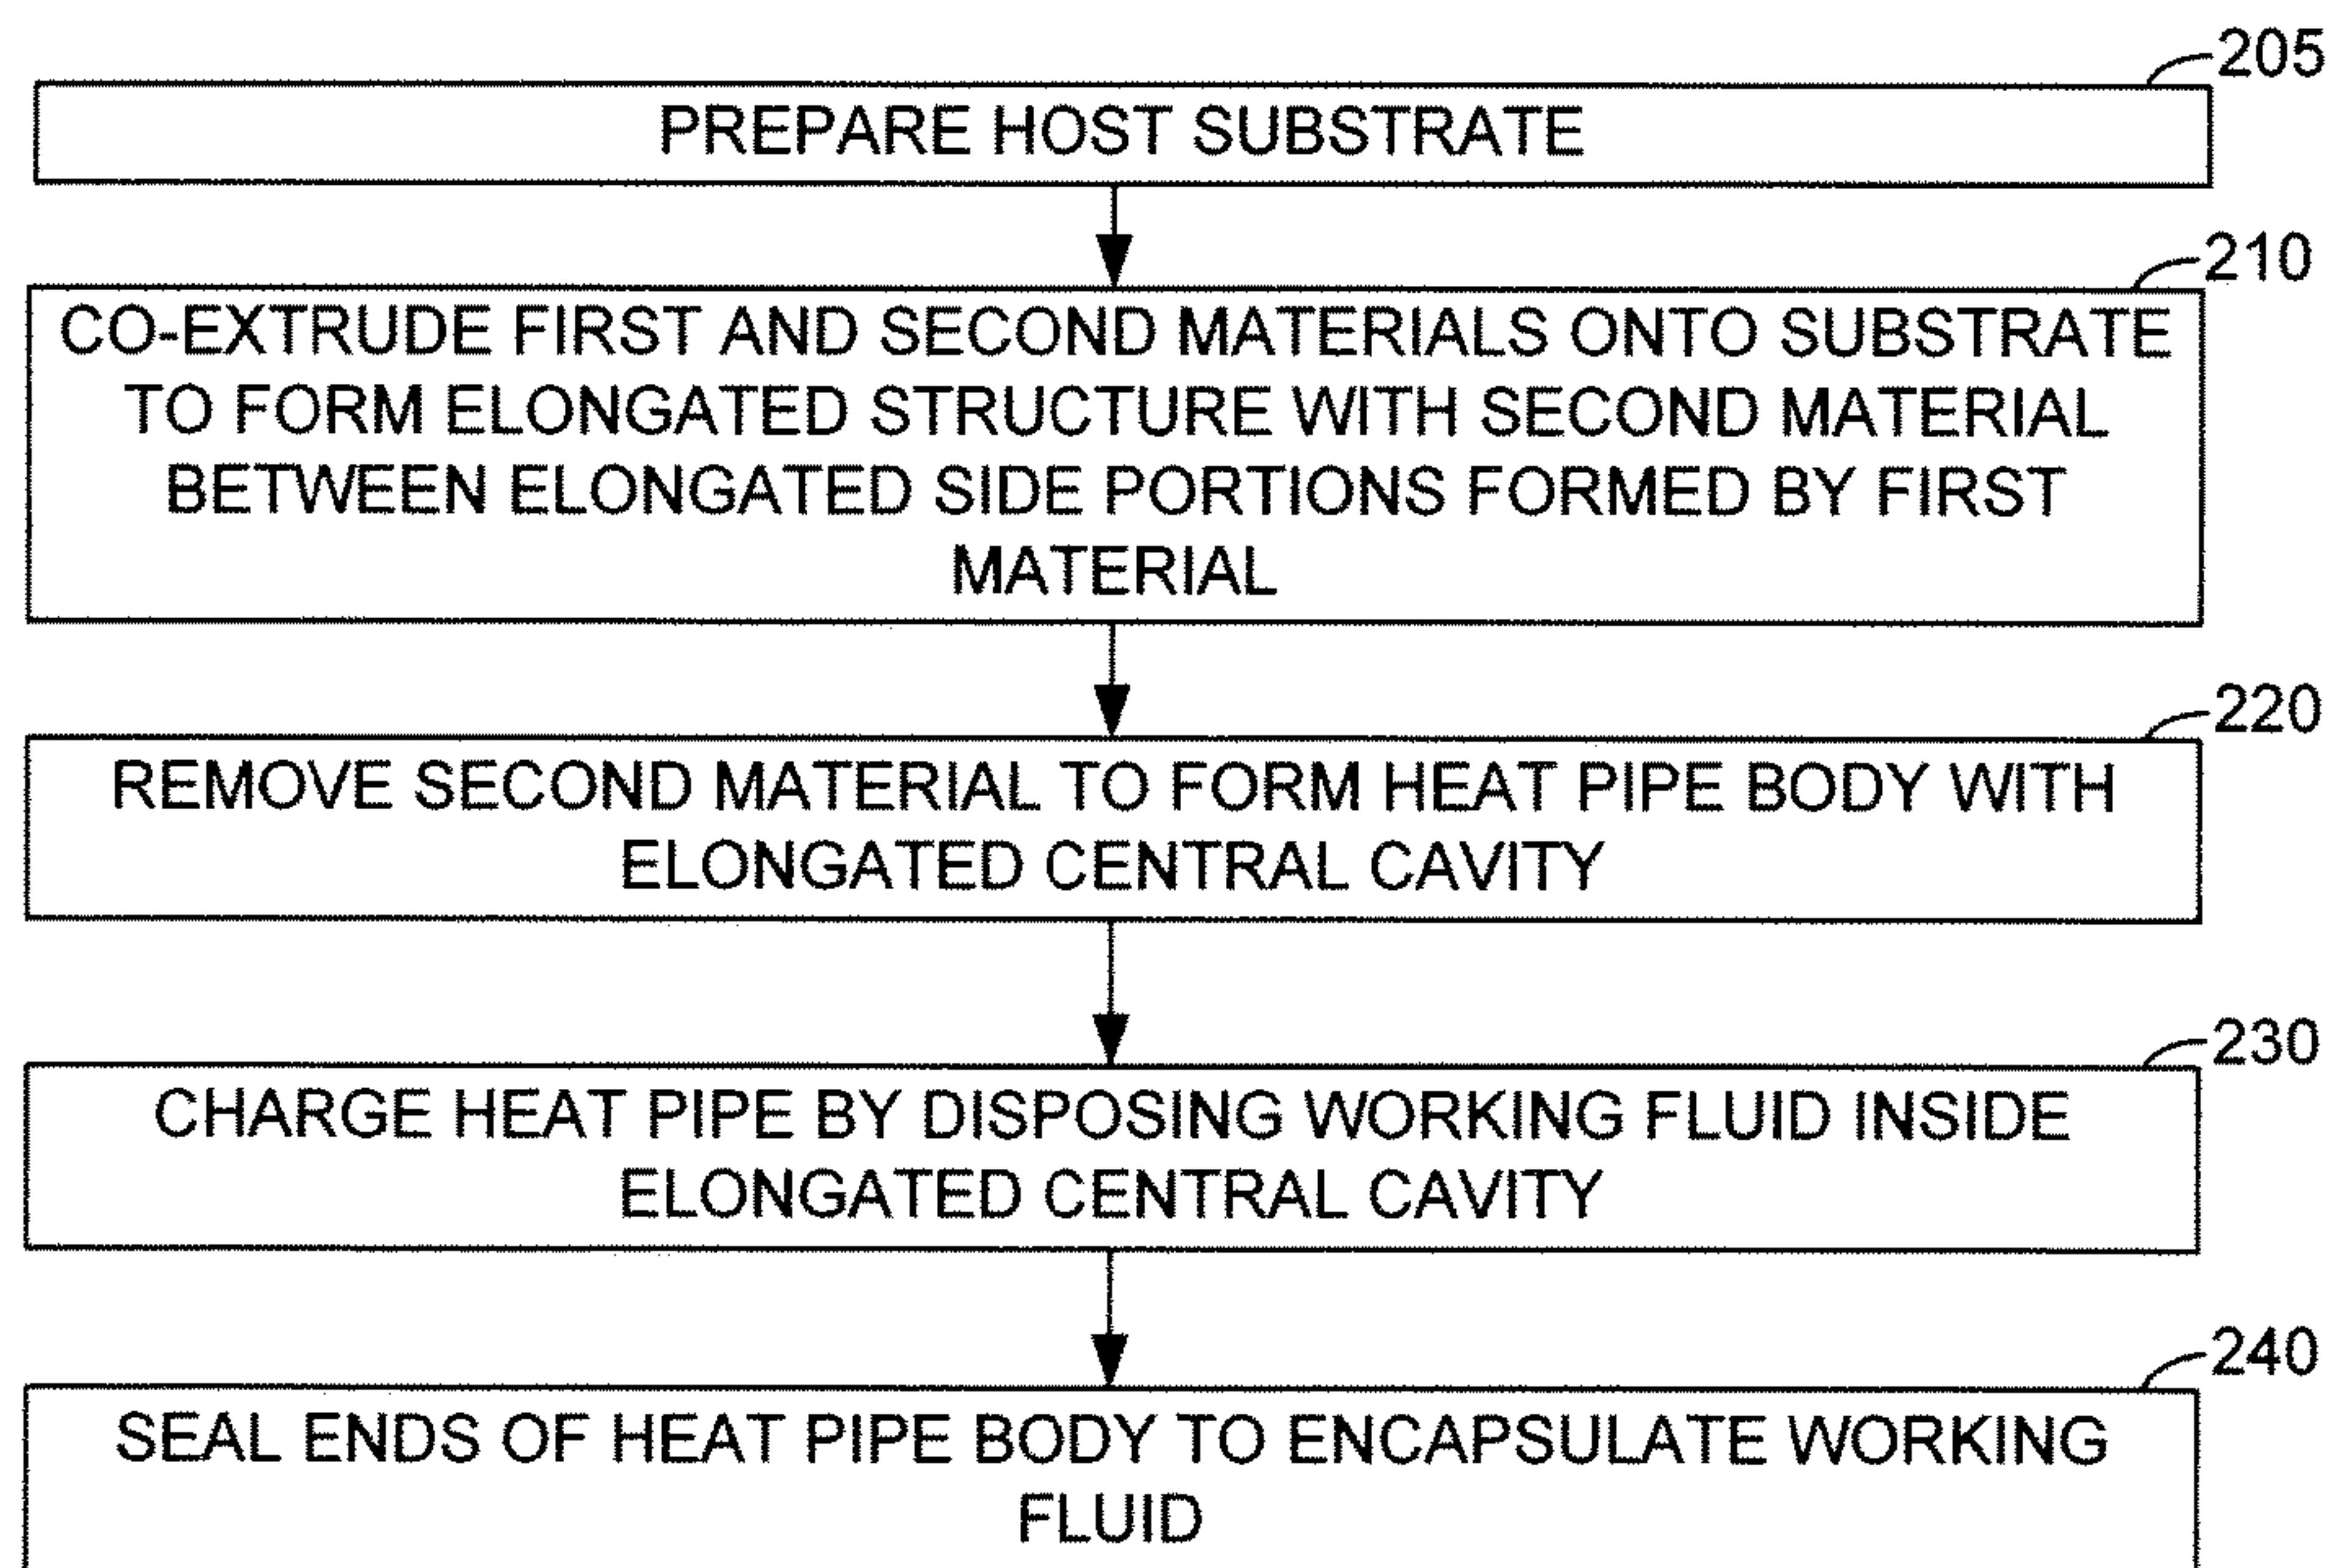 205
PREPARE HOST SUBSTRATE
210
CO-EXTRUDE FIRST AND SECOND MATERIALS ONTO SUBSTRATE
TO FORM ELONGATED STRUCTURE WITH SECOND MATERIAL
BETWEEN ELONGATED SIDE PORTIONS FORMED BY FIRST
MATERIAL
220
REMOVE SECOND MATERIAL TO FORM HEAT PIPE BODY WITH
ELONGATED CENTRAL CAVITY
230
CHARGE HEAT PIPE BY DISPOSING WORKING FLUID INSIDE
ELONGATED CENTRAL CAVITY
240
SEAL ENDS OF HEAT PIPE BODY TO ENCAPSULATE WORKING
FLUID